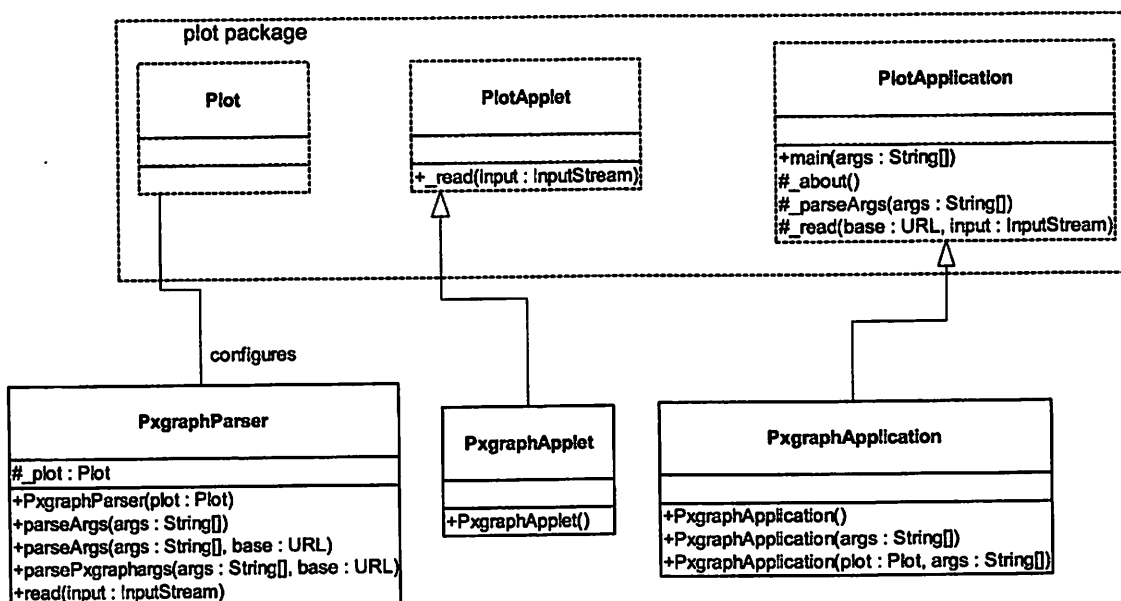 plot package
Plot
PlotApplet
+_read(input : InputStream)
PlotApplication
+main(args : String[])
#_about()
#_parseArgs(args : String[])
#_read(base : URL, input : InputStream)
configures
PxgraphParser
#_plot : Plot
+PxgraphParser(plot : Plot)
+parseArgs(args : String[])
+parseArgs(args : String[], base : URL)
+parsePxgraphargs(args : String[], base : URL)
+read(input : InputStream)
PxgraphApplet
+PxgraphApplet()
PxgraphApplication
+PxgraphApplication()
+PxgraphApplication(args : String[])
+PxgraphApplication(plot : Plot, args : String[])